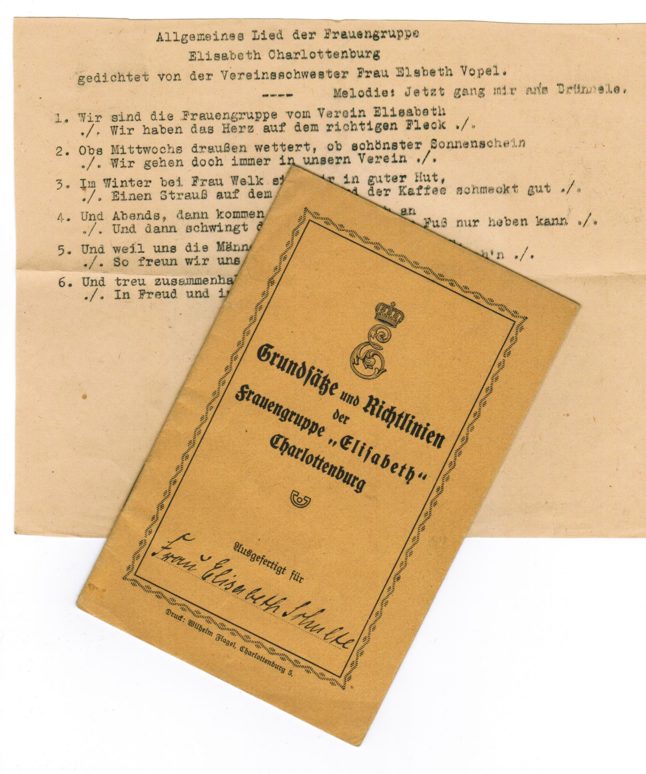 Allgemeines Lied der Frauengruppe
Elisabeth Charlottenburg
gedichtet von der Vereinsschwester Frau Elsbeth Vopel.
---- Melodie: Jetzt gang mir ans Drünnele.
1. Wir sind die Frauengruppe vom Verein Elisabeth
./. Wir haben das Herz auf dem richtigen Fleck ./.
2. Obs Mittwochs draußen wettert, ob schönster Sonnenschein
./. Wir gehen doch immer in unsern Verein ./.
3. Im Winter bei Frau Welk in guter Hut,
./. Einen Strauß auf dem der Kaffee schmeckt gut ./.
4. Und Abends, dann kommen an
./. Und dann schwingt Fuß nur heben kann ./.
5. Und weil uns die
./. So freun wir uns ./.
6. Und treu
./. In Freud und
E
Grundsätze und Richtlinien
der
Frauengruppe „Elisabeth"
Charlottenburg
Ausgefertigt für
Frau Elisabeth Schulte
Druck: Wilhelm Flagel, Charlottenburg 5.